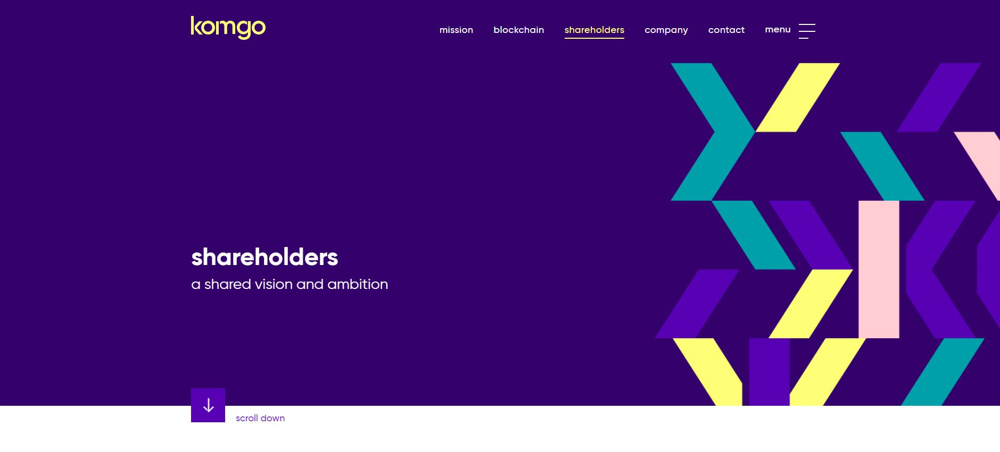 komgo
mission blockchain shareholders company contact menu
shareholders
a shared vision and ambition
scroll down